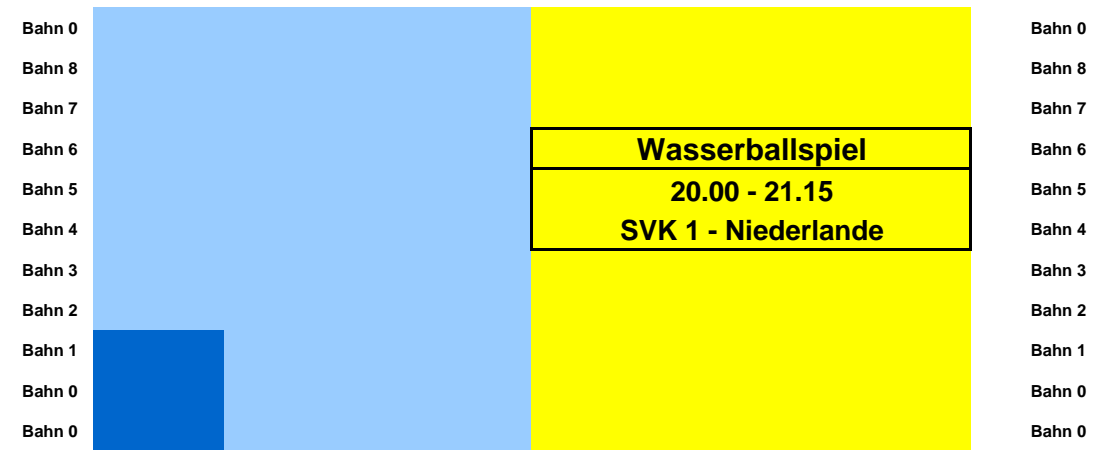 Bahn 0 Bahn 0
Bahn 8 Bahn 8
Bahn 7 Bahn 7
Bahn 6 Wasserballspiel Bahn 6
Bahn 5 20.00 - 21.15 Bahn 5
Bahn 4 SVK 1 - Niederlande Bahn 4
Bahn 3 Bahn 3
Bahn 2 Bahn 2
Bahn 1 Bahn 1
Bahn 0 Bahn 0
Bahn 0 Bahn 0